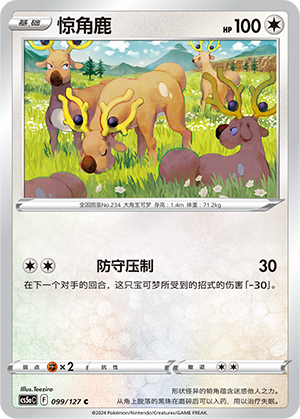 基础 惊角鹿 HP 100
全国图鉴No.234 大角宝可梦 身高：1.4m 体重：71.2kg
防守压制 30
在下一个对手的回合，这只宝可梦所受到的招式的伤害「-30」。
弱点 ×2 抵抗力 撤退
Illus.Teeziro
CS5aC F 099/127 C
形状怪异的犄角蕴含迷惑他人之力。
从角上脱落的黑珠在磨碎后可以入药，用以治疗失眠。
©2024 Pokémon/Nintendo/Creatures/GAME FREAK.